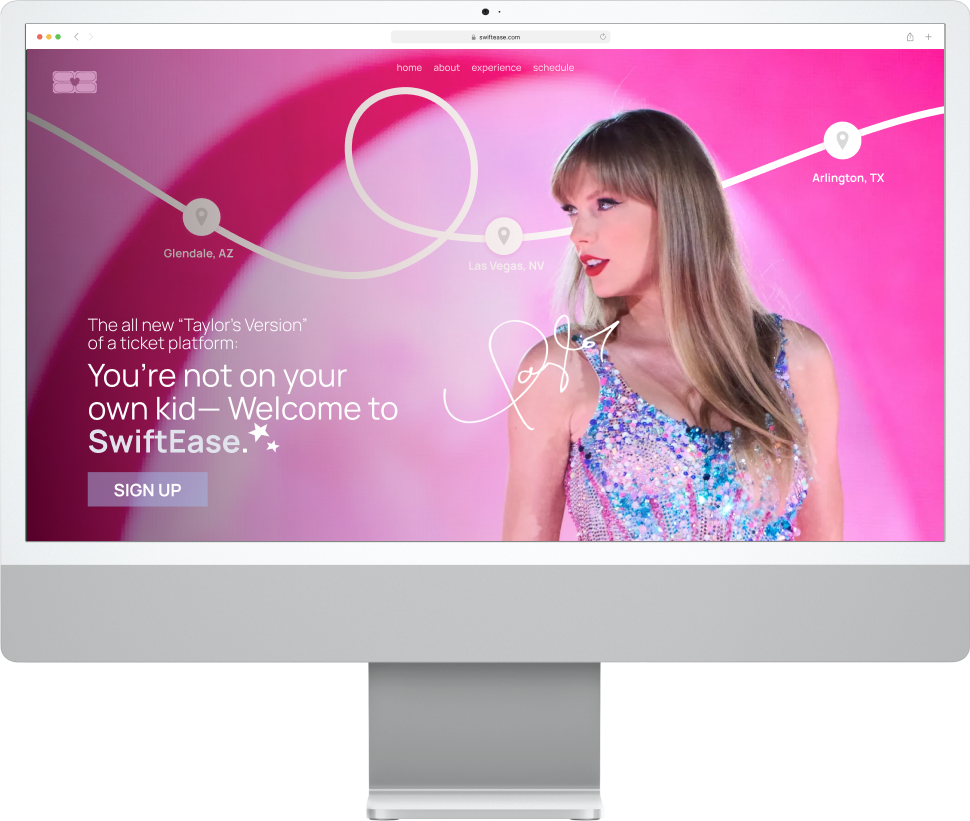 swiftease.com
home about experience schedule
Arlington, TX
Glendale, AZ
Las Vegas, NV
The all new “Taylor’s Version”
of a ticket platform:
You’re not on your
own kid— Welcome to
SwiftEase.
Taylor
SIGN UP